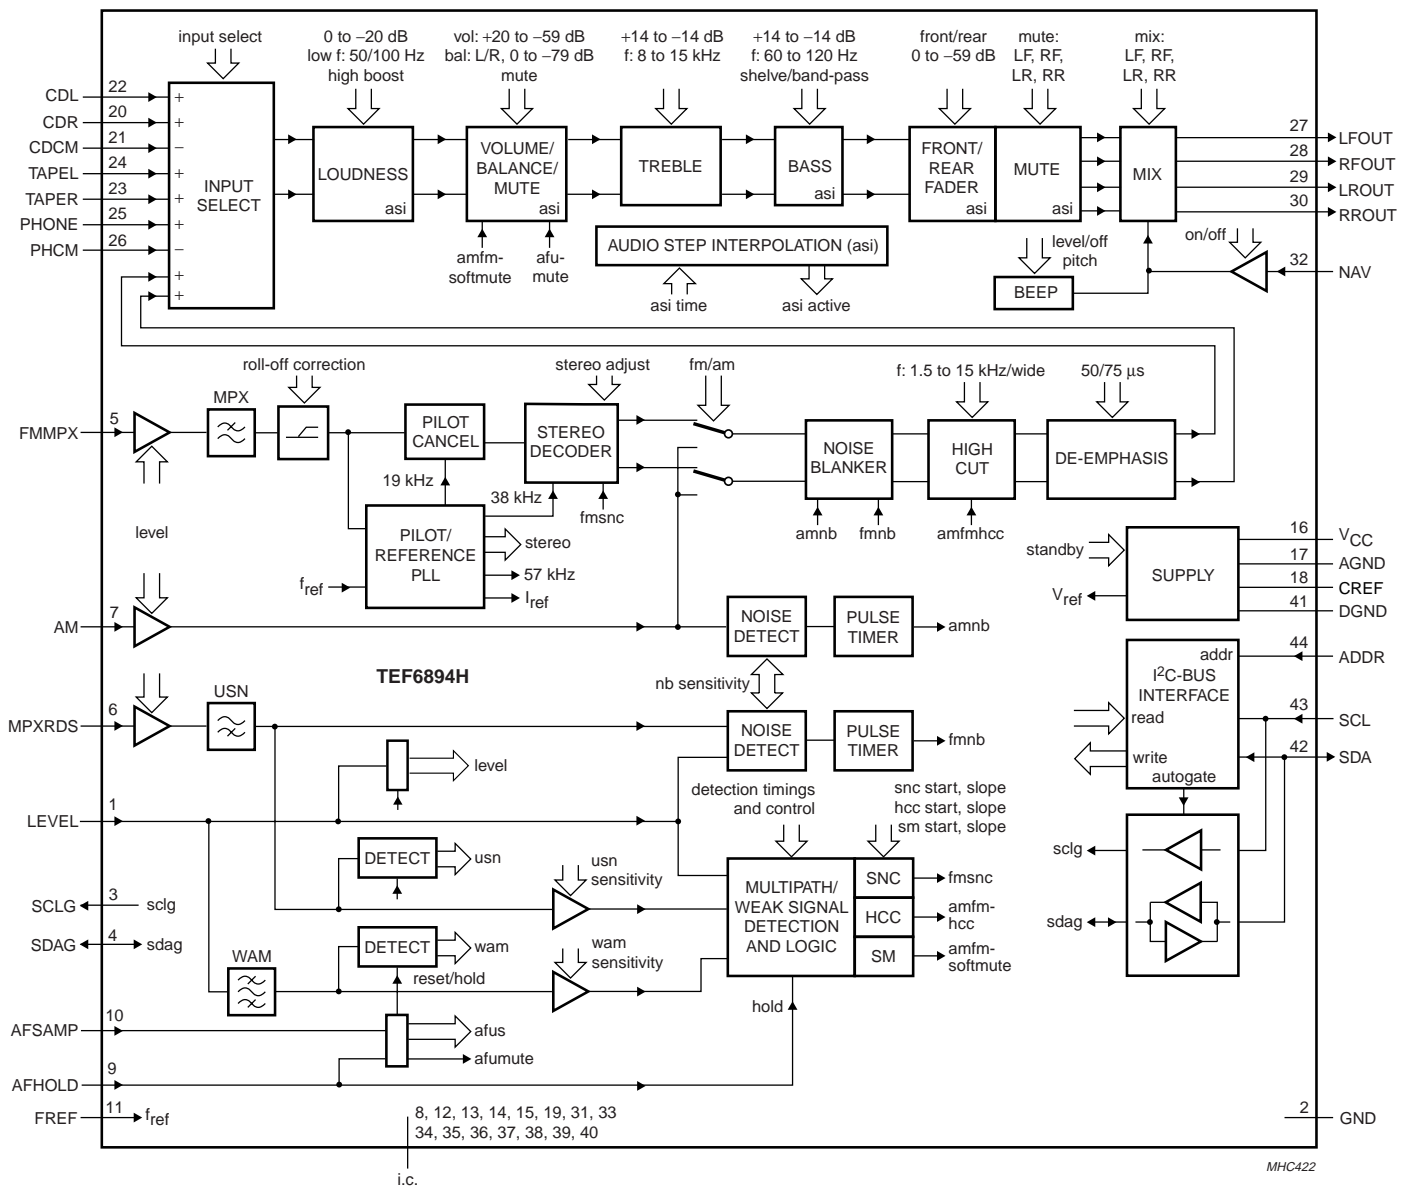 input select
0 to −20 dB
low f: 50/100 Hz
high boost
vol: +20 to −59 dB
bal: L/R, 0 to −79 dB
mute
+14 to −14 dB
f: 8 to 15 kHz
+14 to −14 dB
f: 60 to 120 Hz
shelve/band-pass
front/rear
0 to −59 dB
mute:
LF, RF,
LR, RR
mix:
LF, RF,
LR, RR
CDL 22 +
CDR 20 +
CDCM 21 −
TAPEL 24 +
TAPER 23 +
PHONE 25 +
PHCM 26 −
+
+
INPUT
SELECT
LOUDNESS
asi
VOLUME/
BALANCE/
MUTE
asi
TREBLE
BASS
asi
FRONT/
REAR
FADER
asi
MUTE
asi
MIX
27 LFOUT
28 RFOUT
29 LROUT
30 RROUT
amfm-
softmute
afu-
mute
AUDIO STEP INTERPOLATION (asi)
asi time
asi active
level/off
pitch
BEEP
on/off
32 NAV
roll-off correction
stereo adjust
fm/am
f: 1.5 to 15 kHz/wide
50/75 µs
FMMPX 5
MPX
PILOT
CANCEL
STEREO
DECODER
NOISE
BLANKER
HIGH
CUT
DE-EMPHASIS
19 kHz
38 kHz
fmsnc
amnb
fmnb
amfmhcc
level
PILOT/
REFERENCE
PLL
stereo
57 kHz
Iref
fref
standby
SUPPLY
Vref
16 VCC
17 AGND
18 CREF
41 DGND
AM 7
NOISE
DETECT
PULSE
TIMER
amnb
TEF6894H
nb sensitivity
addr
I2C-BUS
INTERFACE
read
write
autogate
44 ADDR
43 SCL
42 SDA
MPXRDS 6
USN
NOISE
DETECT
PULSE
TIMER
fmnb
level
detection timings
and control
snc start, slope
hcc start, slope
sm start, slope
LEVEL 1
DETECT
usn
usn
sensitivity
MULTIPATH/
WEAK SIGNAL
DETECTION
AND LOGIC
SNC
HCC
SM
fmsnc
amfm-
hcc
amfm-
softmute
sclg
sdag
SCLG 3 sclg
SDAG 4 sdag
WAM
DETECT
wam
reset/hold
wam
sensitivity
hold
AFSAMP 10
afus
afumute
AFHOLD 9
FREF 11 fref
8, 12, 13, 14, 15, 19, 31, 33
34, 35, 36, 37, 38, 39, 40
i.c.
2 GND
MHC422